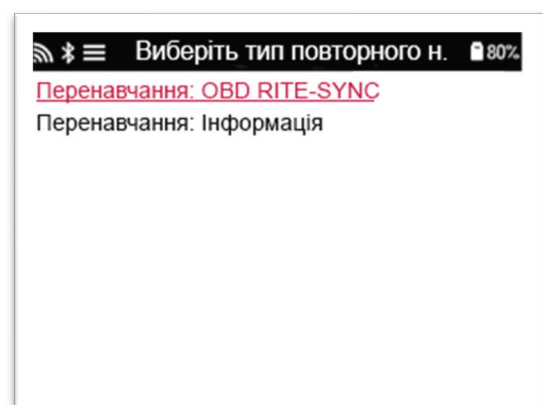 Виберіть тип повторного н. 80%
Перенавчання: OBD RITE-SYNC
Перенавчання: Інформація